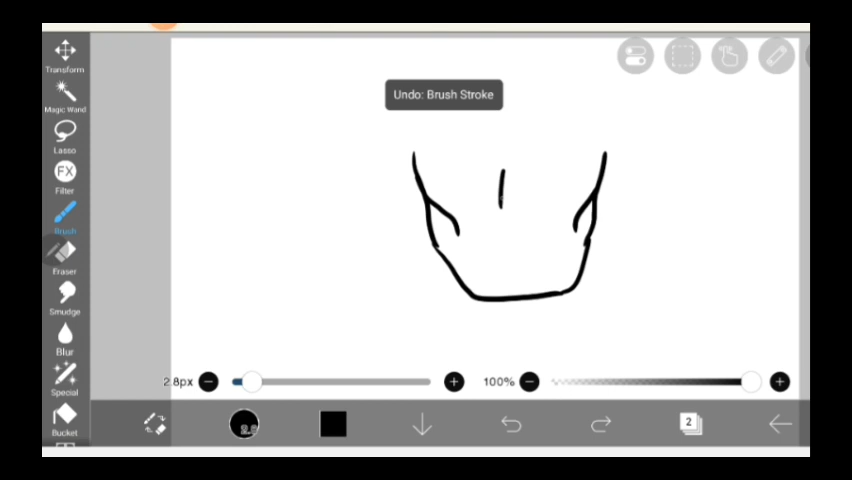 Transform
Magic Wand
Lasso
FX
Filter
Brush
Eraser
Smudge
Blur
Special
Bucket
Undo: Brush Stroke
2.8px
100%
2